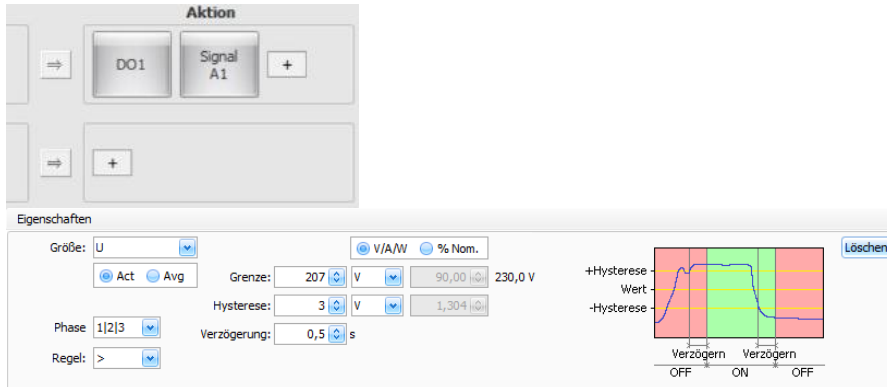 Aktion
⇒ DO1 Signal A1 +
⇒ +
Eigenschaften
Größe: U V/A/W % Nom. Löschen
Act Avg Grenze: 207 V 90,00 230,0 V
Hysterese: 3 V 1,304
Phase 1|2|3 Verzögerung: 0,5 s
Regel: >
+Hysterese
Wert
-Hysterese
Verzögern Verzögern
OFF ON OFF